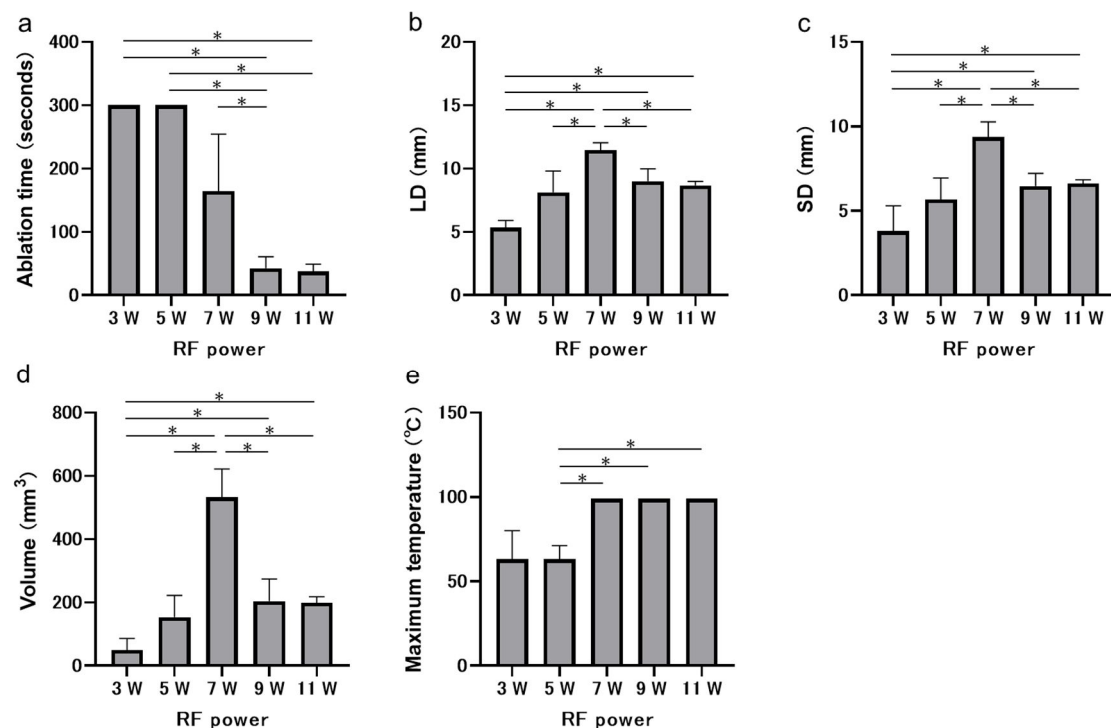 a
* * * * *
Ablation time (seconds)
400
300
200
100
0
3 W 5 W 7 W 9 W 11 W
RF power
b
* * * * * *
LD (mm)
20
15
10
5
0
3 W 5 W 7 W 9 W 11 W
RF power
c
* * * * * *
SD (mm)
15
10
5
0
3 W 5 W 7 W 9 W 11 W
RF power
d
* * * * * *
Volume (mm³)
800
600
400
200
0
3 W 5 W 7 W 9 W 11 W
RF power
e
* * *
Maximum temperature (°C)
150
100
50
0
3 W 5 W 7 W 9 W 11 W
RF power